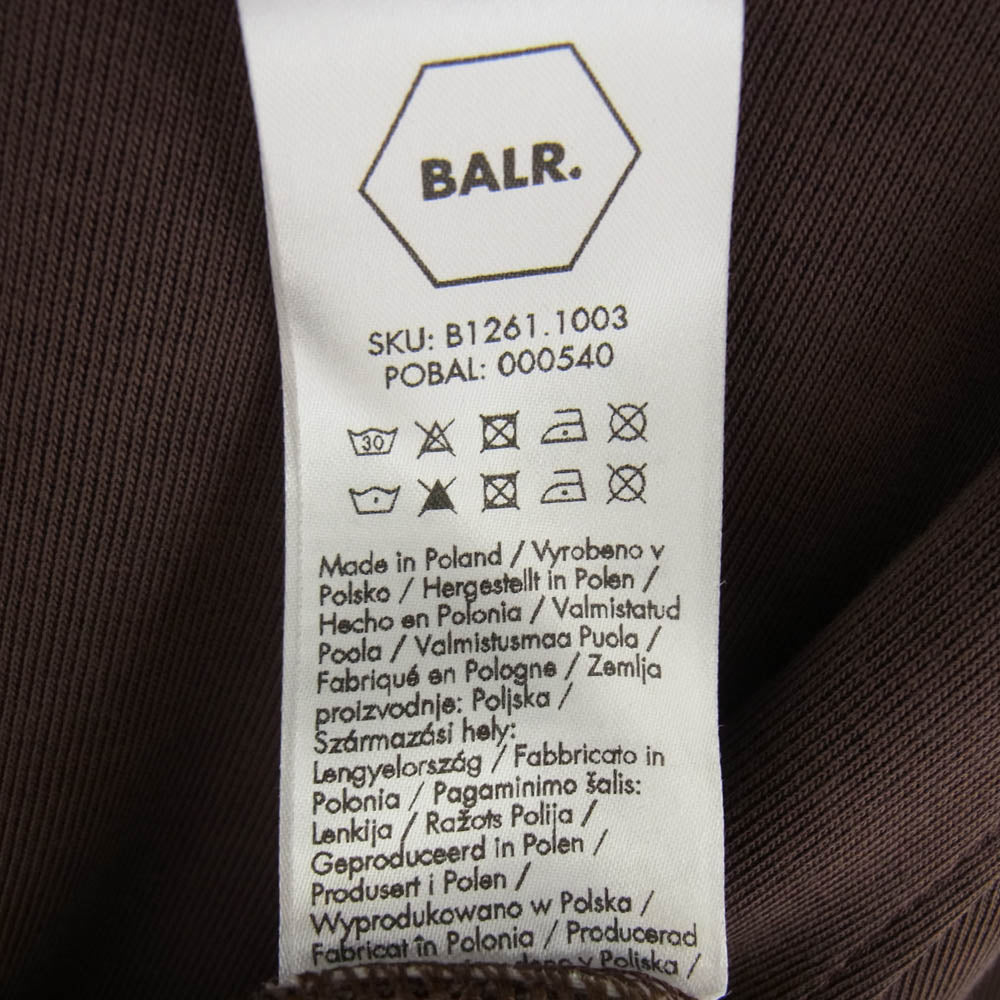 BALR.
SKU: B1261.1003
POBAL: 000540
30
Made in Poland / Vyrobeno v
Polsko / Hergestellt in Polen /
Hecho en Polonia / Valmistatud
Poola / Valmistusmaa Puola /
Fabriqué en Pologne / Zemlja
proizvodnje: Poljska /
Származási hely:
Lengyelország / Fabbricato in
Polonia / Pagaminimo šalis:
Lenkija / Ražots Polija /
Geproduceerd in Polen /
Produsert i Polen /
Wyprodukowano w Polska /
Fabricat în Polonia / Producerad
v Poliska /